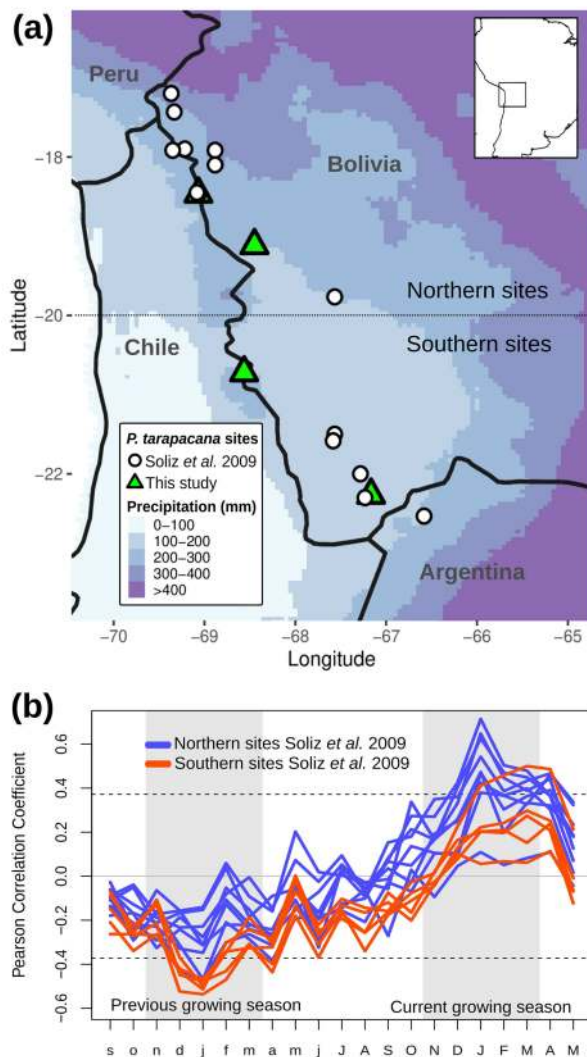 (a)
Peru
Bolivia
−18
Latitude
Northern sites
−20
Chile
Southern sites
P. tarapacana sites
Soliz et al. 2009
This study
−22
Precipitation (mm)
0−100
100−200
200−300
300−400
>400
Argentina
−70 −69 −68 −67 −66 −65
Longitude
(b)
Northern sites Soliz et al. 2009
Southern sites Soliz et al. 2009
Pearson Correlation Coefficient
0.6
0.4
0.2
0.0
−0.2
−0.4
−0.6
Previous growing season
Current growing season
s o n d j f m a m j j a s O N D J F M A M